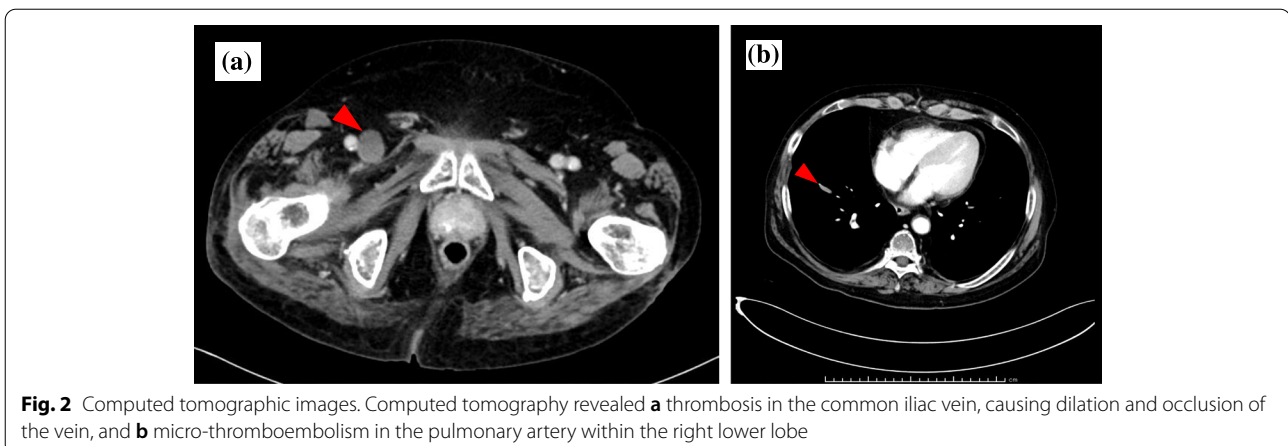 (a)
(b)
cm
Fig. 2 Computed tomographic images. Computed tomography revealed a thrombosis in the common iliac vein, causing dilation and occlusion of
the vein, and b micro-thromboembolism in the pulmonary artery within the right lower lobe